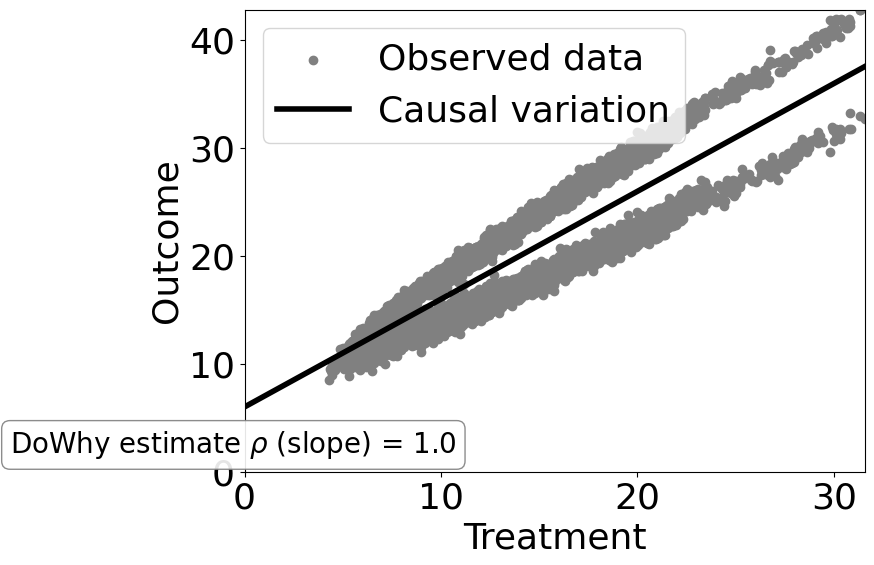 Observed data
Causal variation
40
30
20
10
0
Outcome
DoWhy estimate ρ (slope) = 1.0
0 10 20 30
Treatment